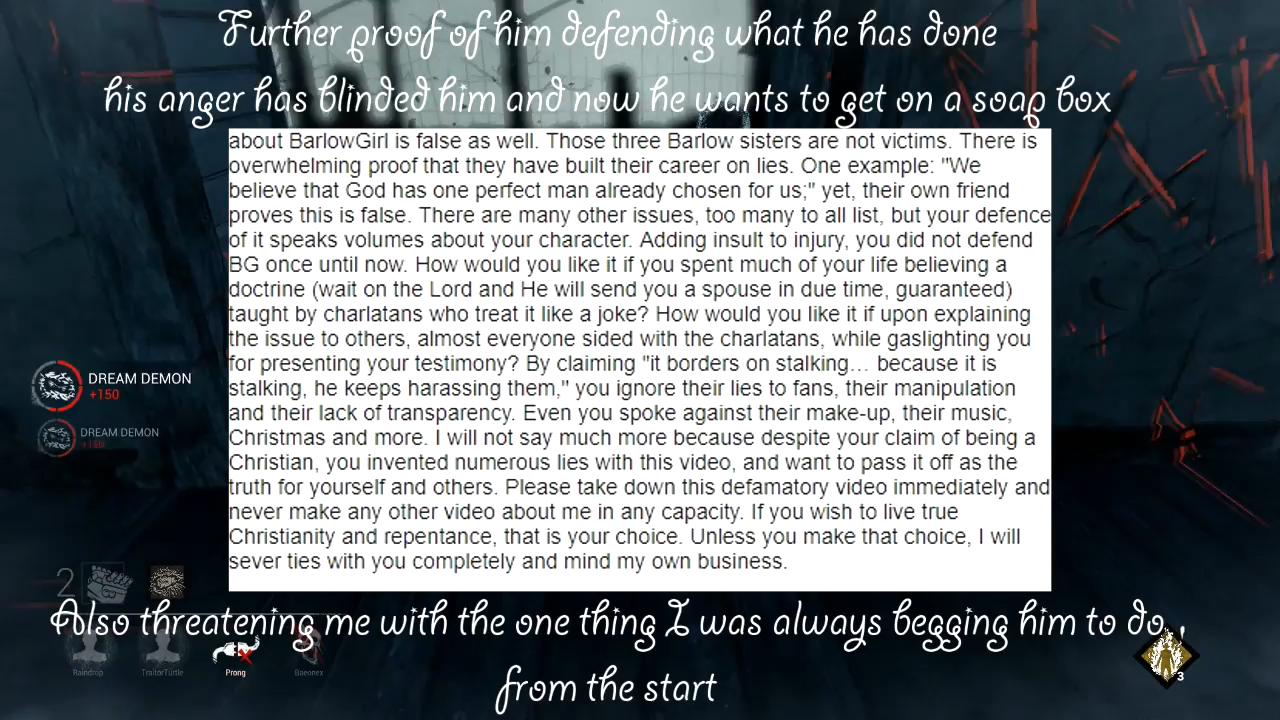 Further proof of him defending what he has done
his anger has blinded him and now he wants to get on a soap box
about BarlowGirl is false as well. Those three Barlow sisters are not victims. There is
overwhelming proof that they have built their career on lies. One example: "We
believe that God has one perfect man already chosen for us;" yet, their own friend
proves this is false. There are many other issues, too many to all list, but your defence
of it speaks volumes about your character. Adding insult to injury, you did not defend
BG once until now. How would you like it if you spent much of your life believing a
doctrine (wait on the Lord and He will send you a spouse in due time, guaranteed)
taught by charlatans who treat it like a joke? How would you like it if upon explaining
the issue to others, almost everyone sided with the charlatans, while gaslighting you
for presenting your testimony? By claiming "it borders on stalking… because it is
stalking, he keeps harassing them," you ignore their lies to fans, their manipulation
and their lack of transparency. Even you spoke against their make-up, their music,
Christmas and more. I will not say much more because despite your claim of being a
Christian, you invented numerous lies with this video, and want to pass it off as the
truth for yourself and others. Please take down this defamatory video immediately and
never make any other video about me in any capacity. If you wish to live true
Christianity and repentance, that is your choice. Unless you make that choice, I will
sever ties with you completely and mind my own business.
DREAM DEMON
+150
DREAM DEMON
+150
2
Also threatening me with the one thing I was always begging him to do..
from the start
Raindrop
TraitorTurtle
Prong
Baeonex
3